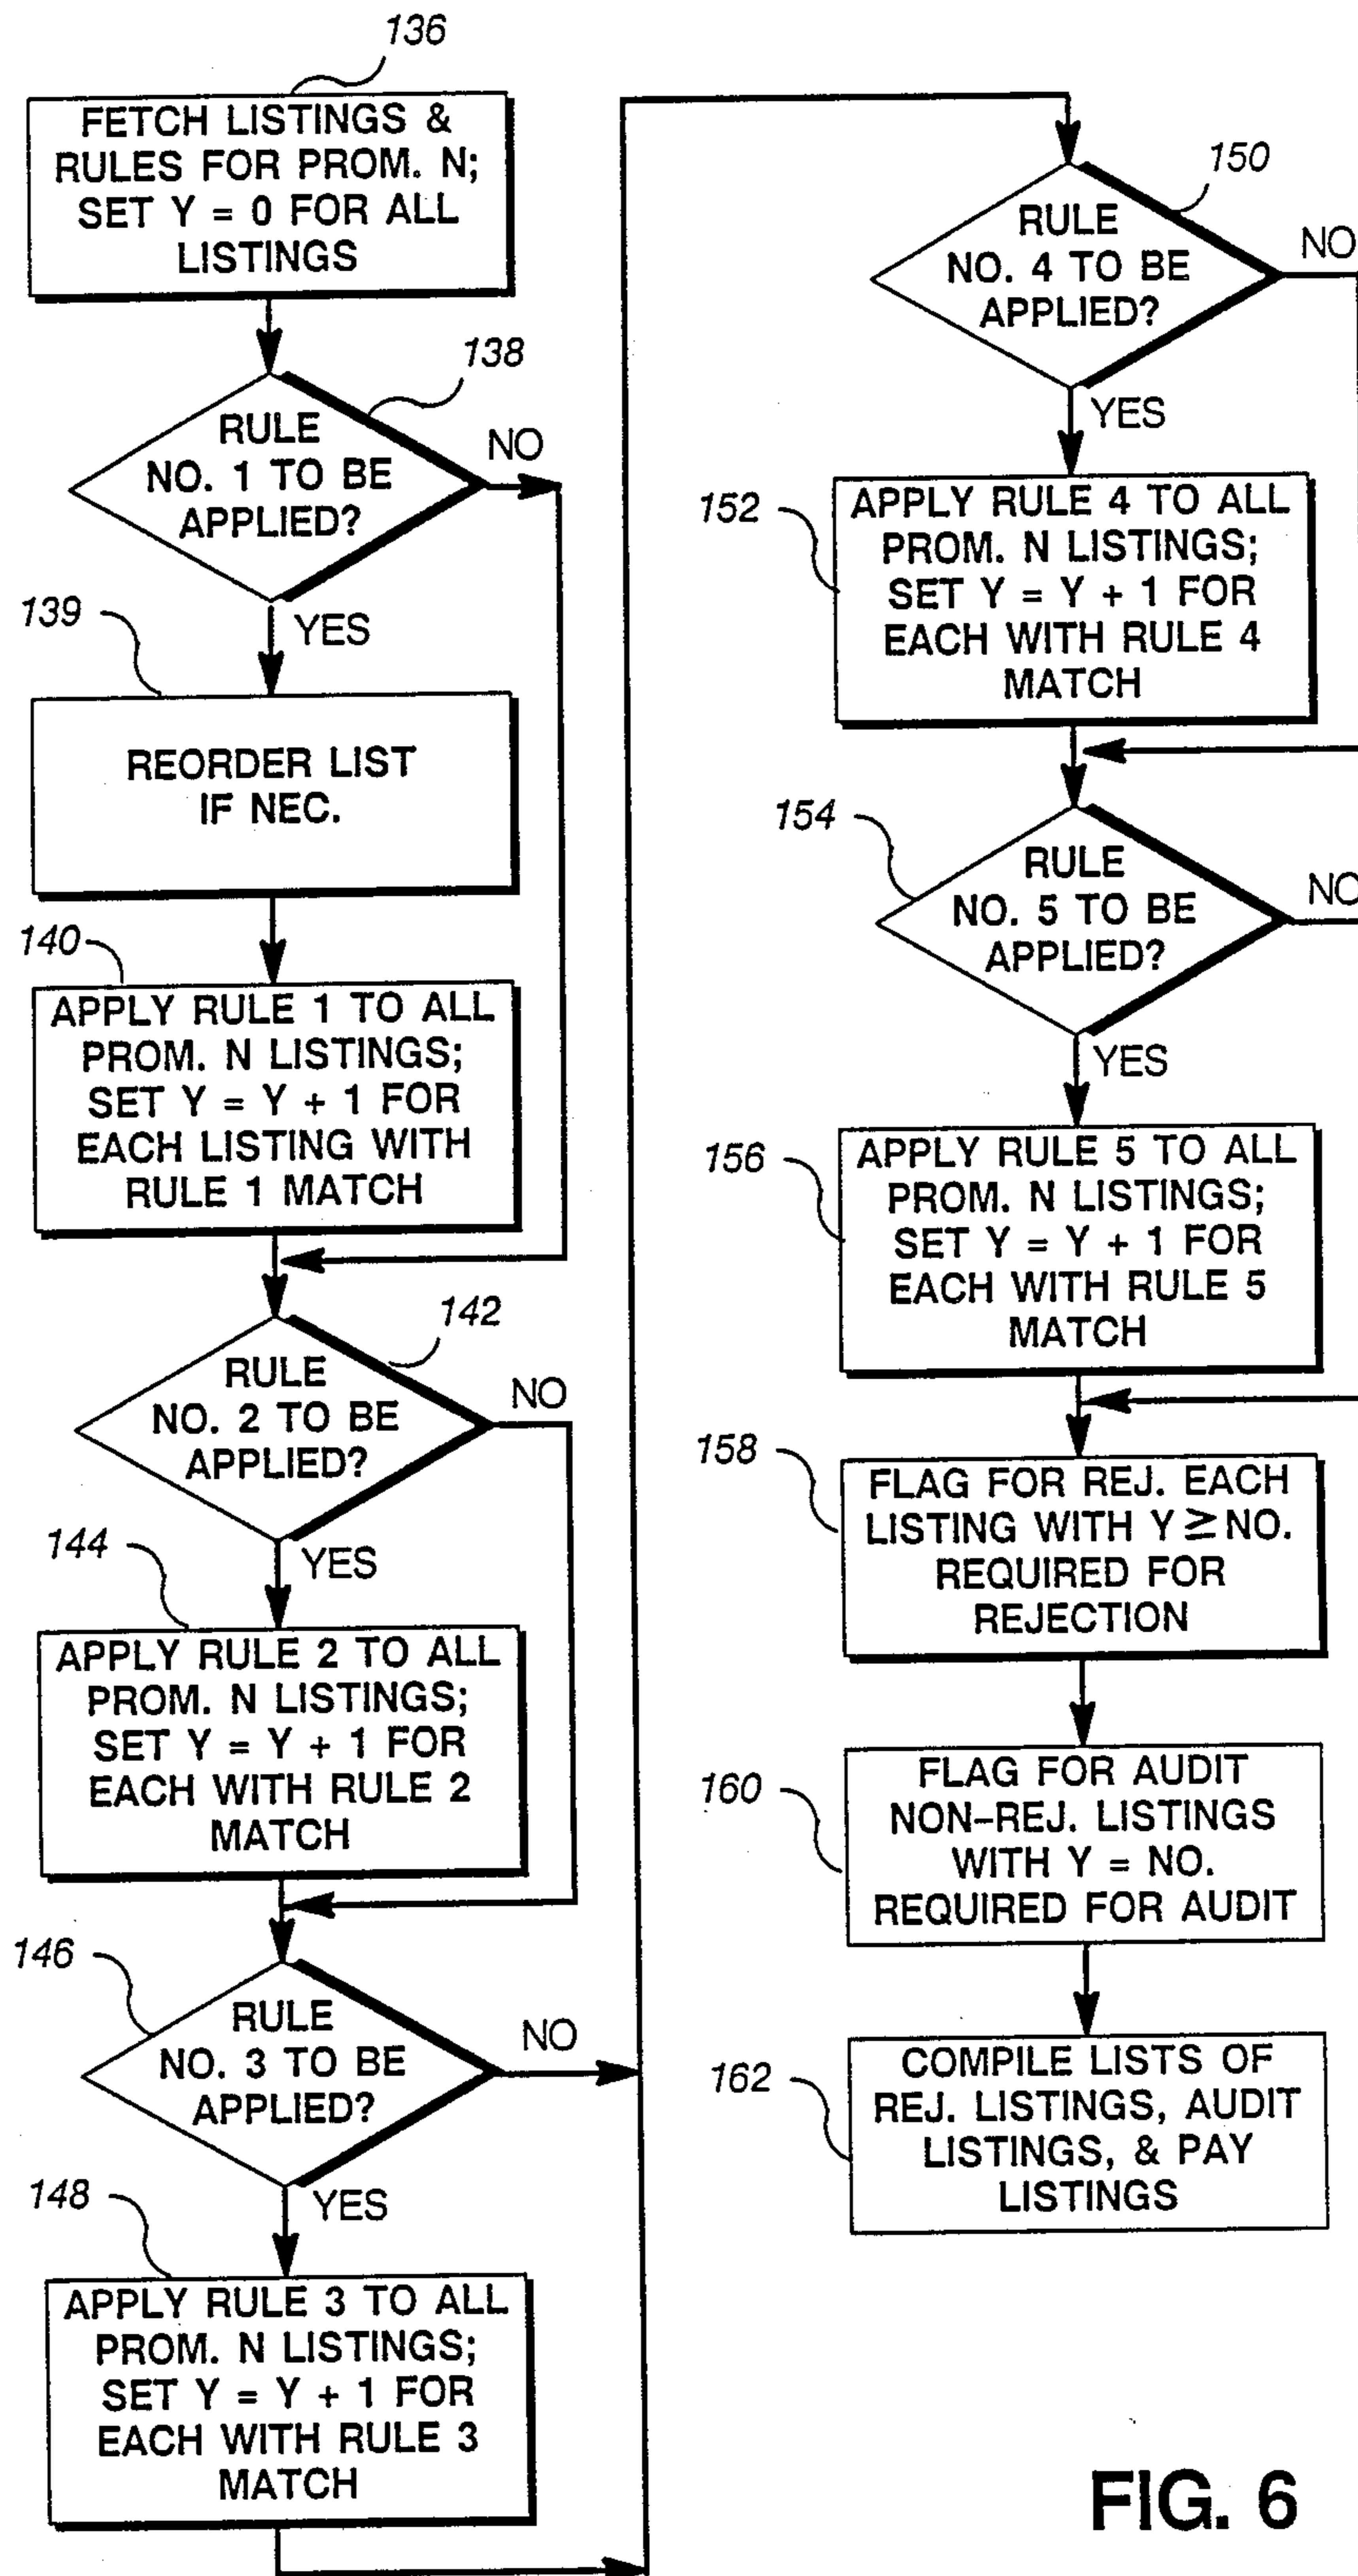 136
FETCH LISTINGS &
RULES FOR PROM. N;
SET Y = 0 FOR ALL
LISTINGS
138
RULE
NO. 1 TO BE
APPLIED?
NO
YES
139
REORDER LIST
IF NEC.
140
APPLY RULE 1 TO ALL
PROM. N LISTINGS;
SET Y = Y + 1 FOR
EACH LISTING WITH
RULE 1 MATCH
142
RULE
NO. 2 TO BE
APPLIED?
NO
YES
144
APPLY RULE 2 TO ALL
PROM. N LISTINGS;
SET Y = Y + 1 FOR
EACH WITH RULE 2
MATCH
146
RULE
NO. 3 TO BE
APPLIED?
NO
YES
148
APPLY RULE 3 TO ALL
PROM. N LISTINGS;
SET Y = Y + 1 FOR
EACH WITH RULE 3
MATCH
150
RULE
NO. 4 TO BE
APPLIED?
NO
YES
152
APPLY RULE 4 TO ALL
PROM. N LISTINGS;
SET Y = Y + 1 FOR
EACH WITH RULE 4
MATCH
154
RULE
NO. 5 TO BE
APPLIED?
NO
YES
156
APPLY RULE 5 TO ALL
PROM. N LISTINGS;
SET Y = Y + 1 FOR
EACH WITH RULE 5
MATCH
158
FLAG FOR REJ. EACH
LISTING WITH Y ≥ NO.
REQUIRED FOR
REJECTION
160
FLAG FOR AUDIT
NON-REJ. LISTINGS
WITH Y = NO.
REQUIRED FOR AUDIT
162
COMPILE LISTS OF
REJ. LISTINGS, AUDIT
LISTINGS, & PAY
LISTINGS
FIG. 6